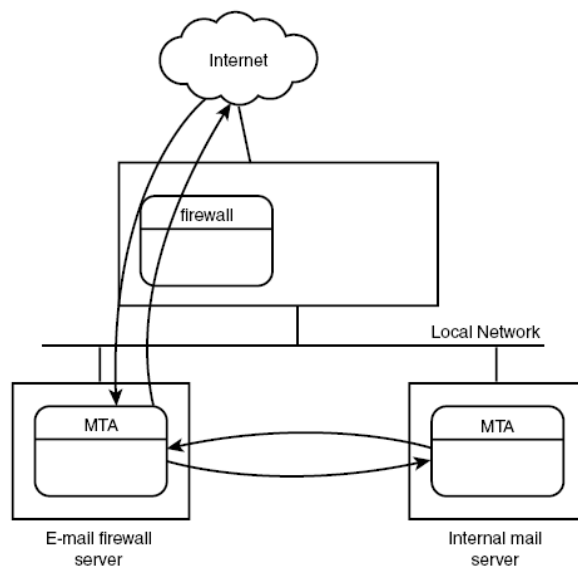 Internet
firewall
Local Network
MTA
MTA
E-mail firewall
server
Internal mail
server